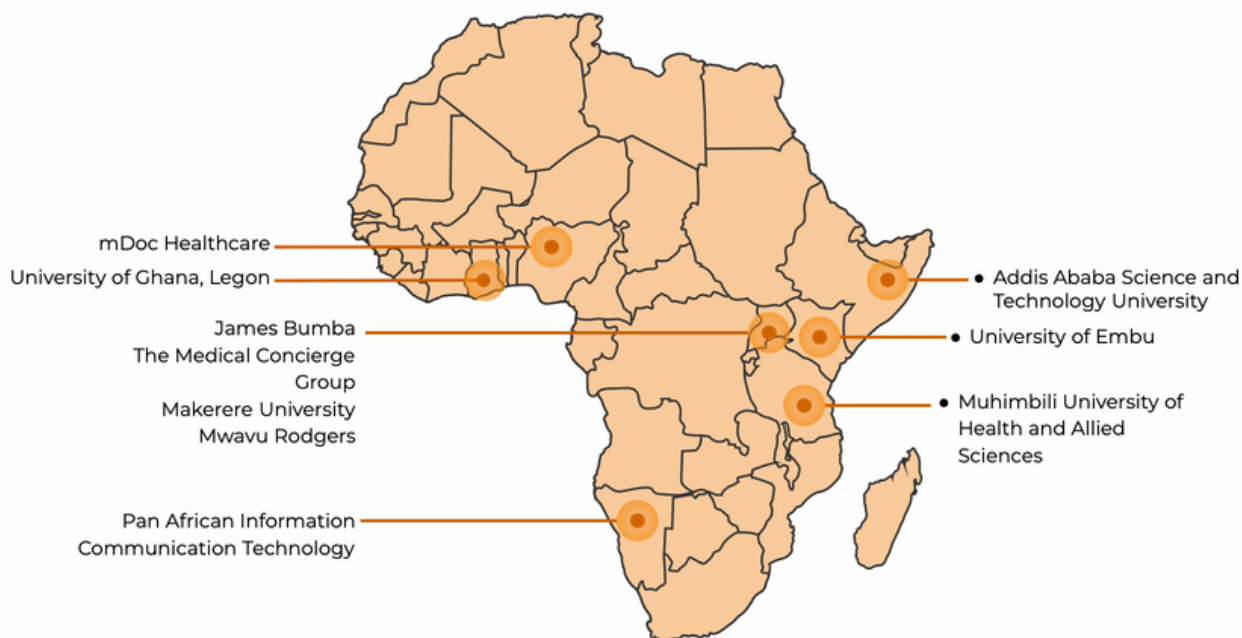 mDoc Healthcare
University of Ghana, Legon
James Bumba
The Medical Concierge
Group
Makerere University
Mwavu Rodgers
Pan African Information
Communication Technology
• Addis Ababa Science and
Technology University
• University of Embu
• Muhimbili University of
Health and Allied
Sciences